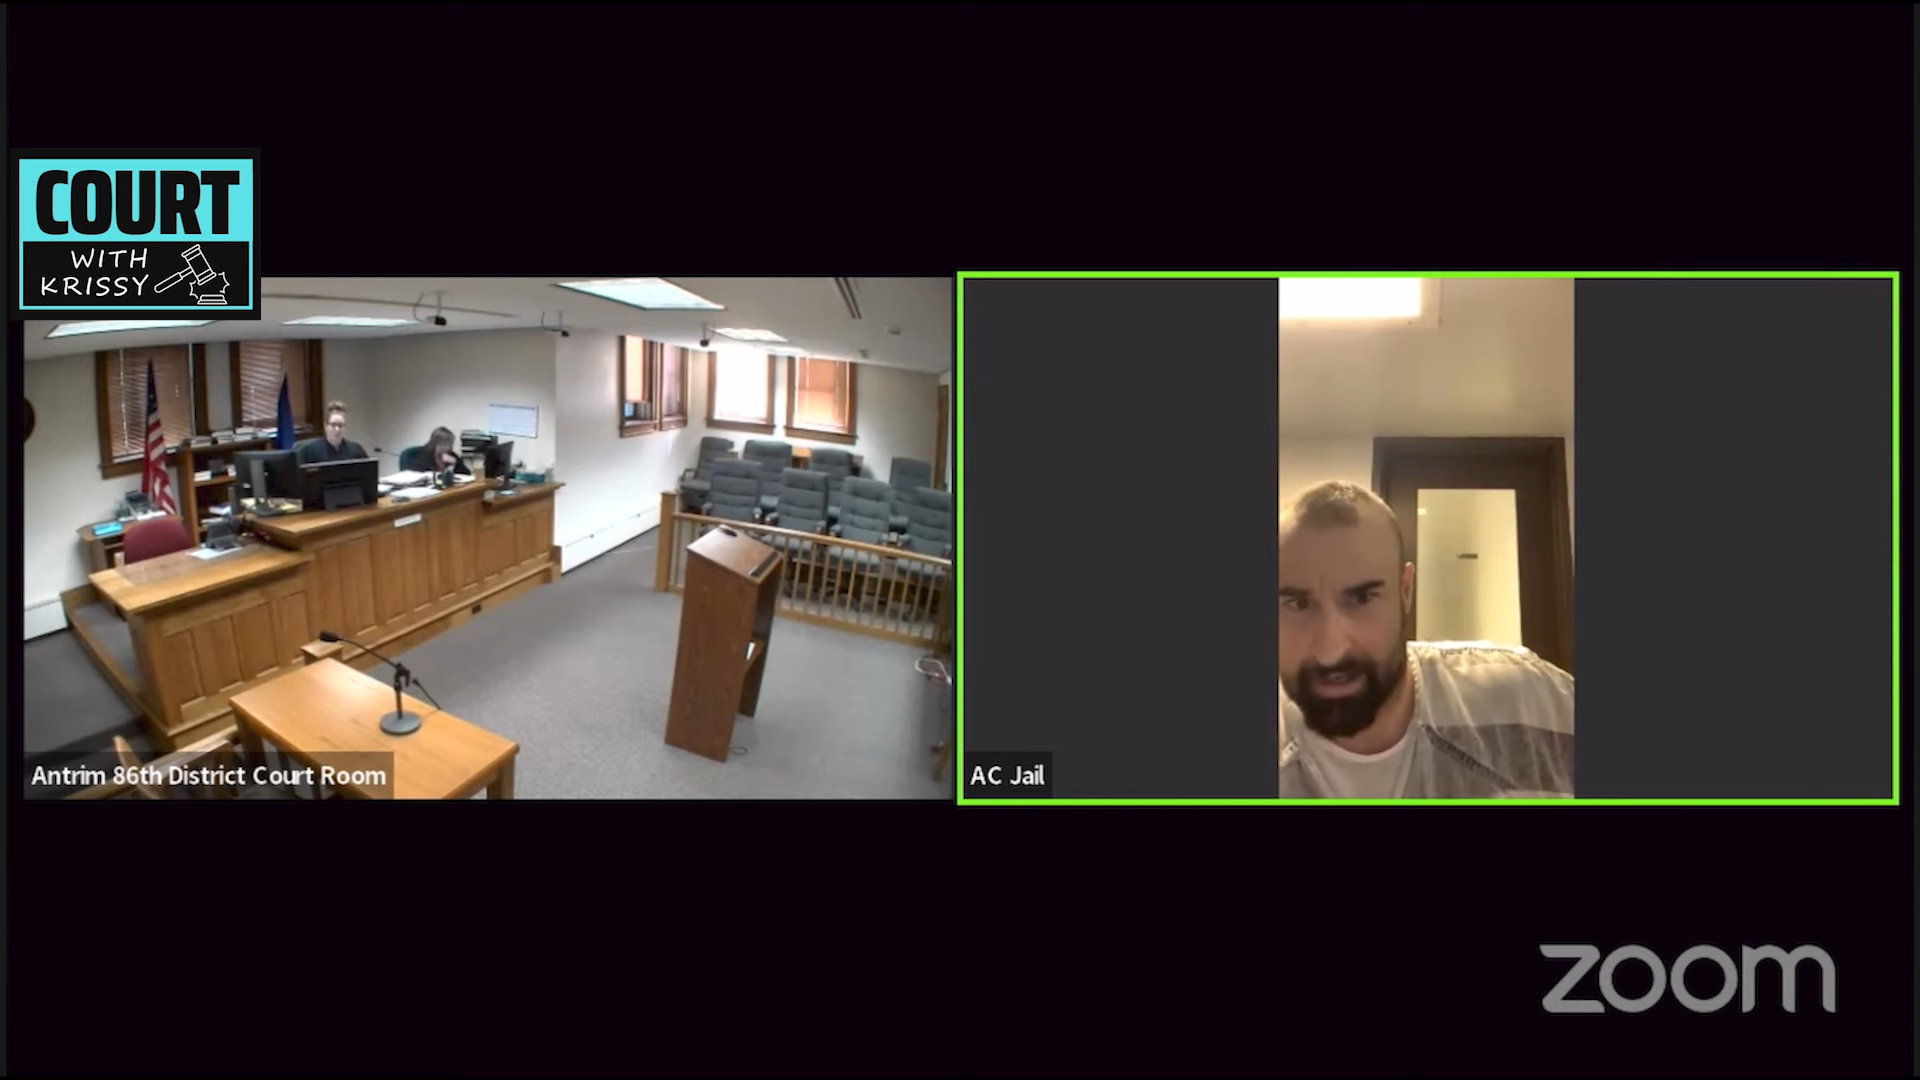 COURT
WITH
KRISSY
Antrim 86th District Court Room
AC Jail
zoom